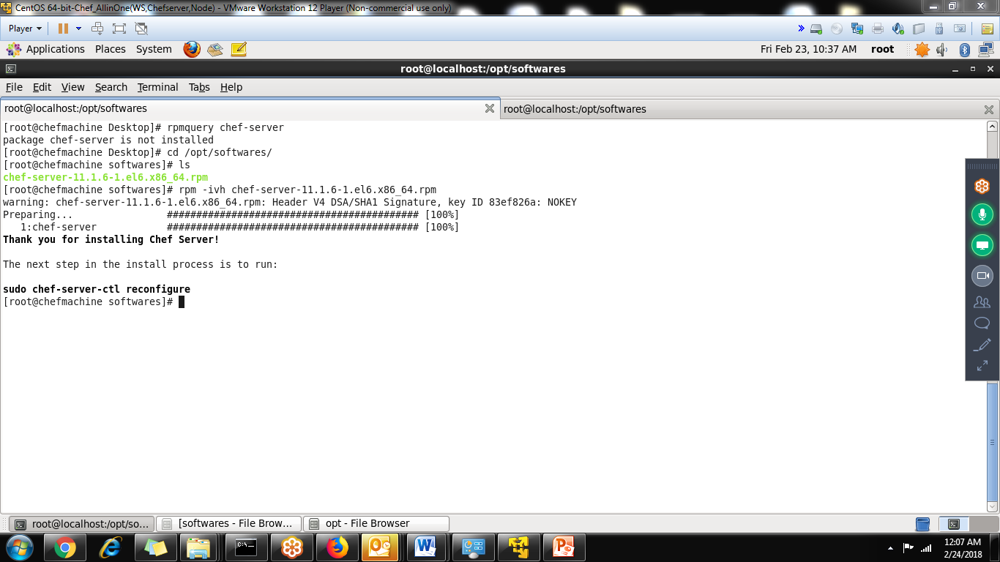 CentOS 64-bit-Chef_AllinOne(WS,Chefserver,Node) - VMware Workstation 12 Player (Non-commercial use only)
Player
Applications Places System Fri Feb 23, 10:37 AM root
root@localhost:/opt/softwares
File Edit View Search Terminal Tabs Help
root@localhost:/opt/softwares root@localhost:/opt/softwares
[root@chefmachine Desktop]# rpmquery chef-server
package chef-server is not installed
[root@chefmachine Desktop]# cd /opt/softwares/
[root@chefmachine softwares]# ls
chef-server-11.1.6-1.el6.x86_64.rpm
[root@chefmachine softwares]# rpm -ivh chef-server-11.1.6-1.el6.x86_64.rpm
warning: chef-server-11.1.6-1.el6.x86_64.rpm: Header V4 DSA/SHA1 Signature, key ID 83ef826a: NOKEY
Preparing... ########################################### [100%]
1:chef-server ########################################### [100%]
Thank you for installing Chef Server!
The next step in the install process is to run:
sudo chef-server-ctl reconfigure
[root@chefmachine softwares]#
root@localhost:/opt/so... [softwares - File Brow... opt - File Browser
12:07 AM
2/24/2018